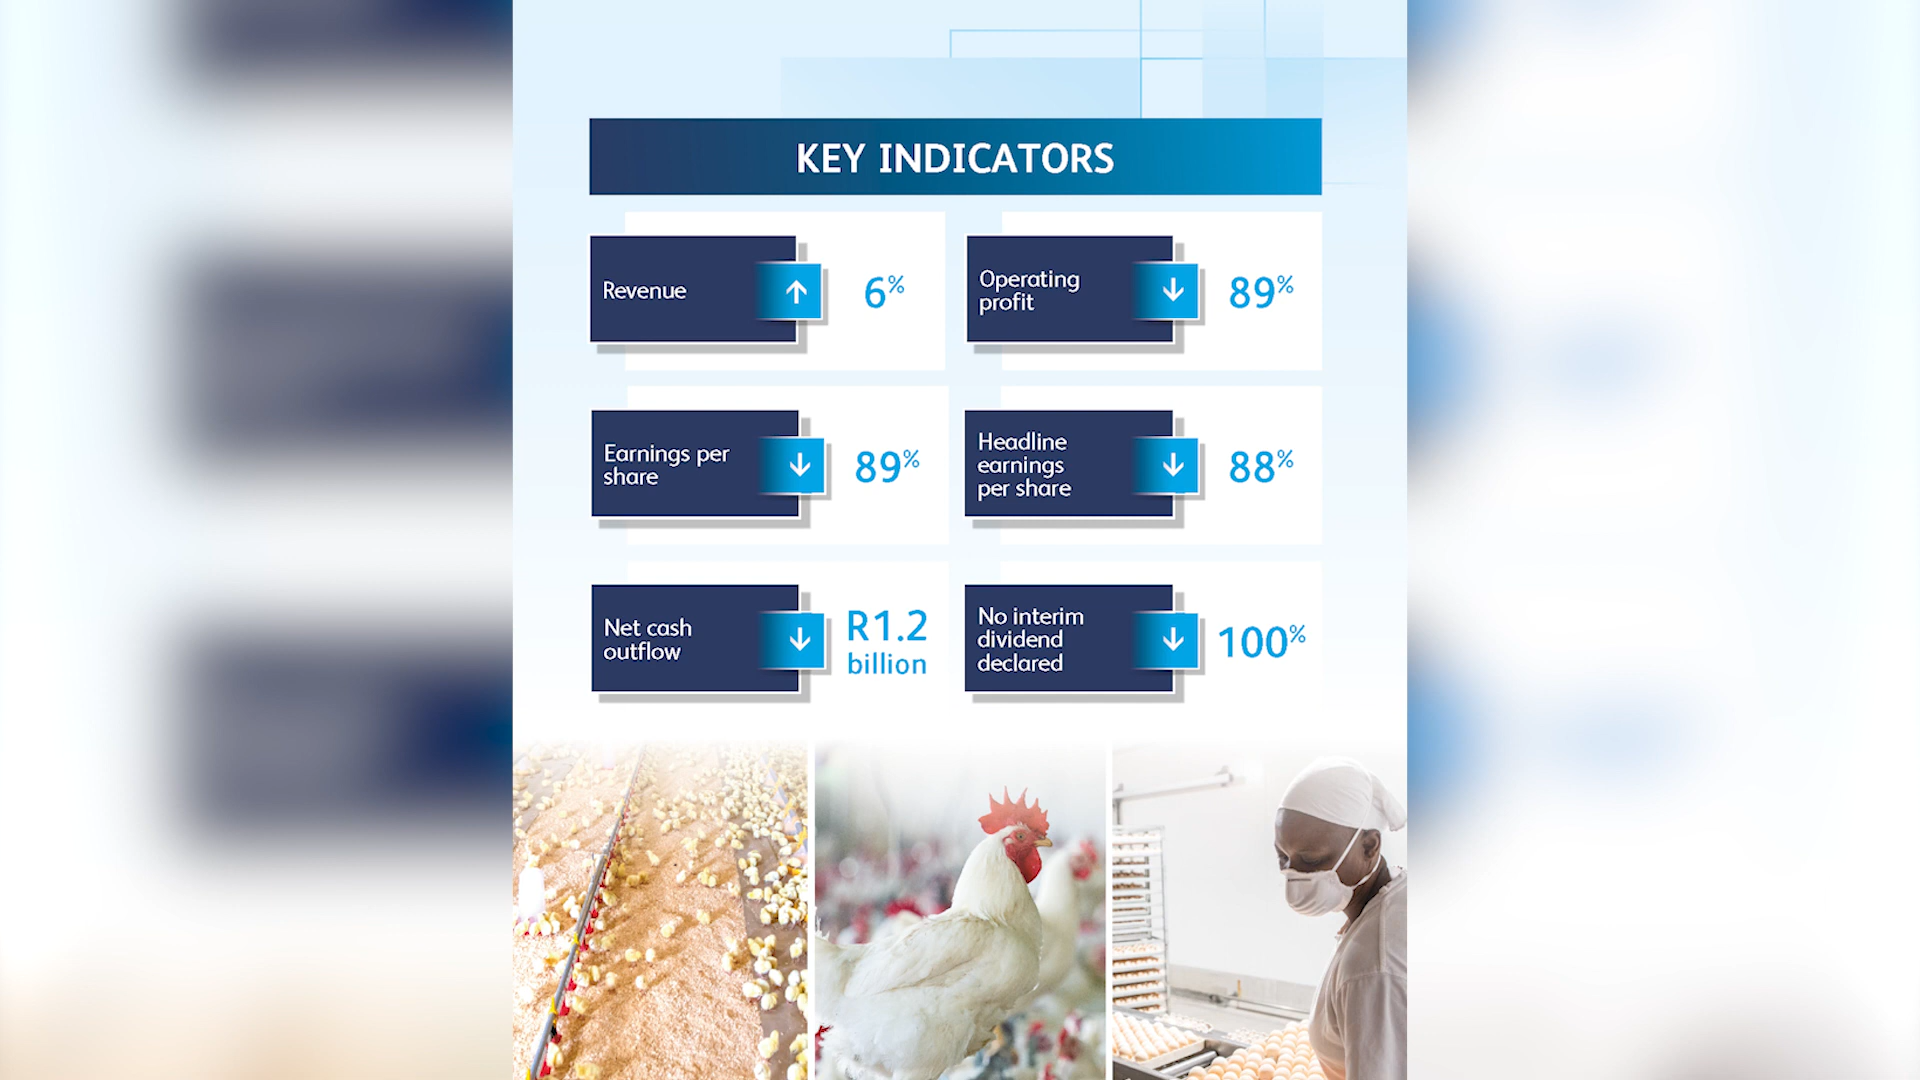 KEY INDICATORS
Revenue
6%
Operating
profit
89%
Earnings per
share
89%
Headline
earnings
per share
88%
Net cash
outflow
R1.2
billion
No interim
dividend
declared
100%